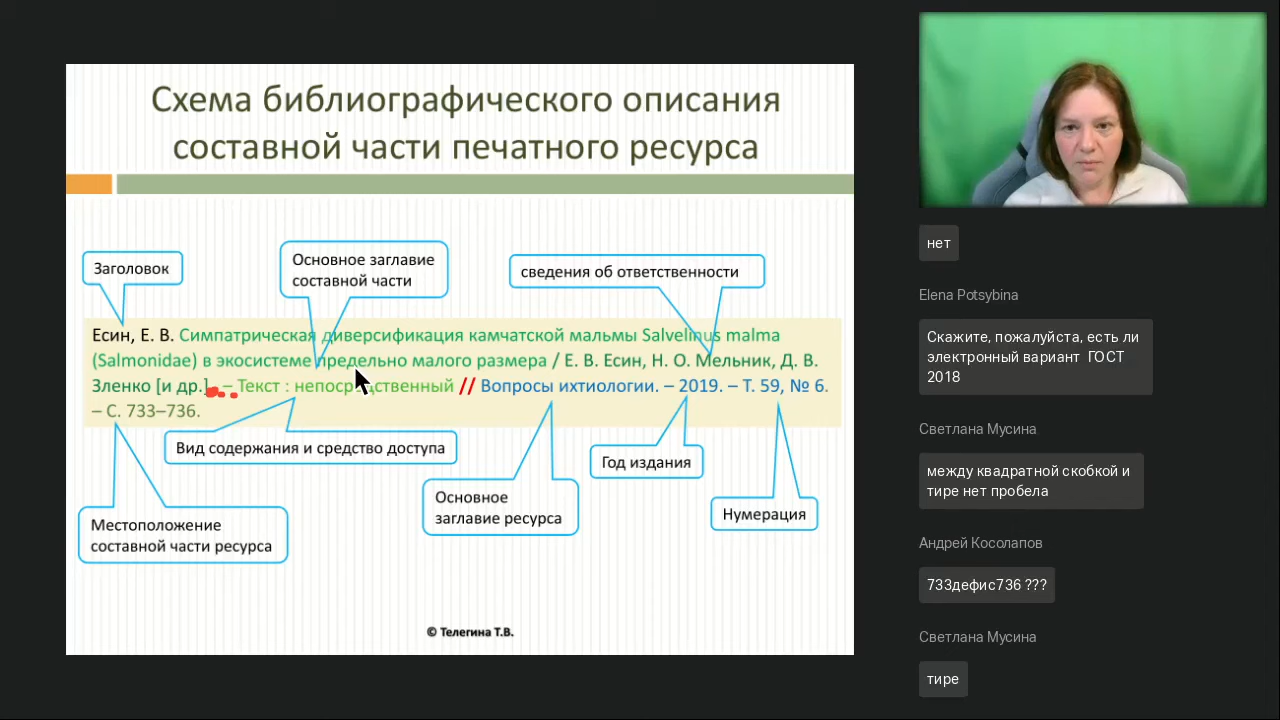 Схема библиографического описания
составной части печатного ресурса
Заголовок
Основное заглавие
составной части
сведения об ответственности
Есин, Е. В. Симпатрическая диверсификация камчатской мальмы Salvelinus malma
(Salmonidae) в экосистеме предельно малого размера / Е. В. Есин, Н. О. Мельник, Д. В.
Зленко [и др.]. – Текст : непосредственный // Вопросы ихтиологии. – 2019. – Т. 59, № 6.
– С. 733–736.
Вид содержания и средство доступа
Год издания
Основное
заглавие ресурса
Нумерация
Местоположение
составной части ресурса
© Телегина Т.В.
нет
Elena Potsybina
Скажите, пожалуйста, есть ли
электронный вариант ГОСТ
2018
Светлана Мусина
между квадратной скобкой и
тире нет пробела
Андрей Косолапов
733дефис736 ???
Светлана Мусина
тире